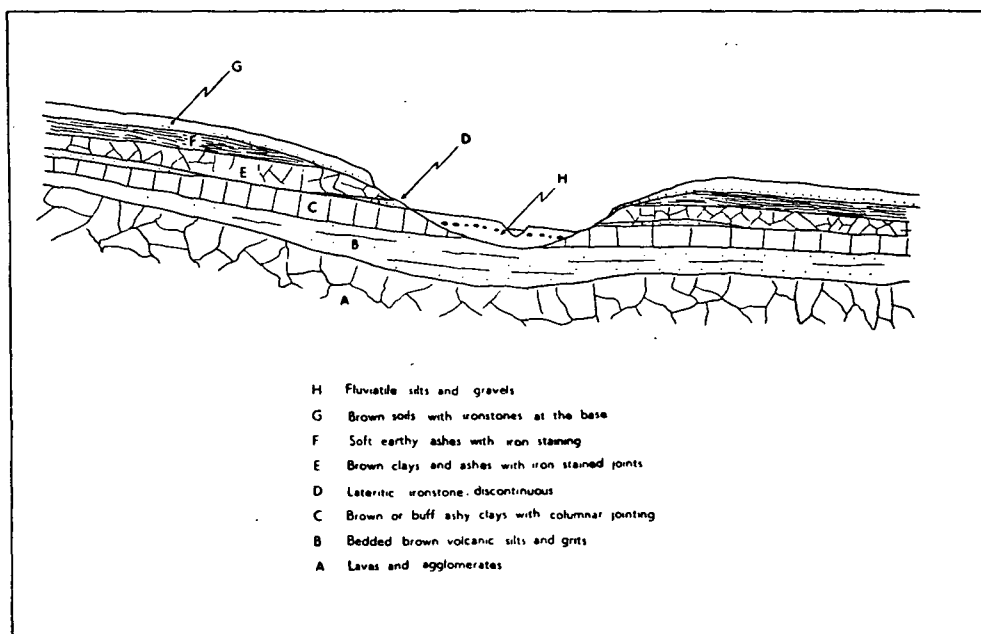 G
D
H
F
E
C
B
A
H Fluviatile silts and gravels
G Brown soils with ironstones at the base
F Soft earthy ashes with iron staining
E Brown clays and ashes with iron stained joints
D Lateritic ironstone. discontinuous
C Brown or buff ashy clays with columnar jointing
B Bedded brown volcanic silts and grits
A Lavas and agglomerates